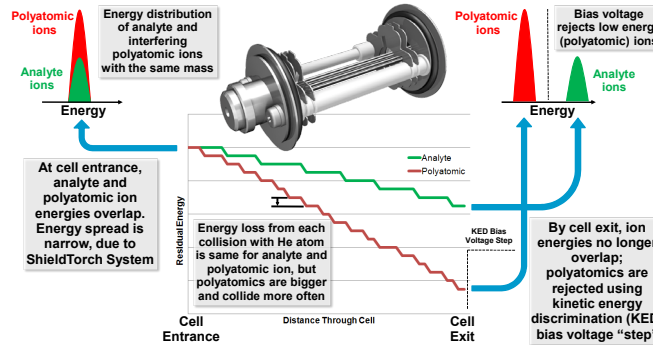 Polyatomic
ions
Analyte
ions
Energy
Energy distribution
of analyte and
interfering
polyatomic ions
with the same mass
Polyatomic
ions
Bias voltage
rejects low energy
(polyatomic) ions
Analyte
ions
Energy
At cell entrance,
analyte and
polyatomic ion
energies overlap.
Energy spread is
narrow, due to
ShieldTorch System
Residual Energy
Analyte
Polyatomic
Energy loss from each
collision with He atom
is same for analyte and
polyatomic ion, but
polyatomics are bigger
and collide more often
KED Bias
Voltage Step
Cell
Entrance
Distance Through Cell
Cell
Exit
By cell exit, ion
energies no longer
overlap;
polyatomics are
rejected using
kinetic energy
discrimination (KED)
bias voltage “step”